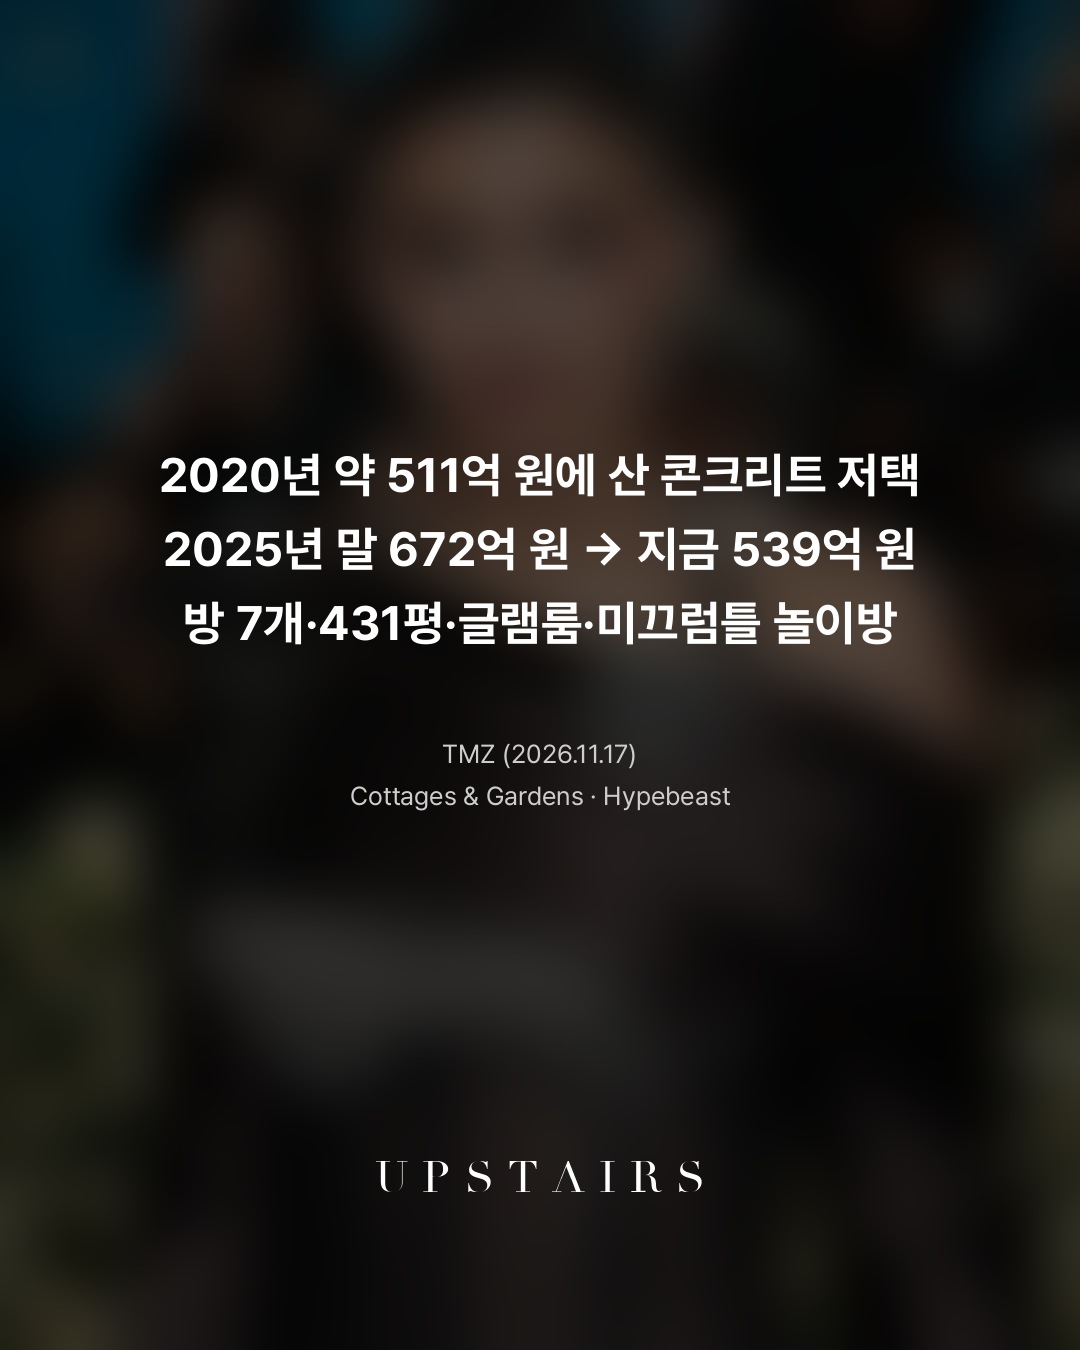 2020년 약 511억 원에 산 콘크리트 저택
2025년 말 672억 원 → 지금 539억 원
방 7개·431평·글램룸·미끄럼틀 놀이방
TMZ (2026.11.17)
Cottages & Gardens · Hypebeast
UPSTAIRS